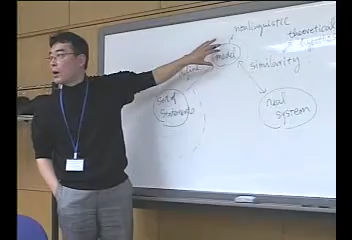 nonlinguistic
theoretical
model
similarity
set of
statements
real
system